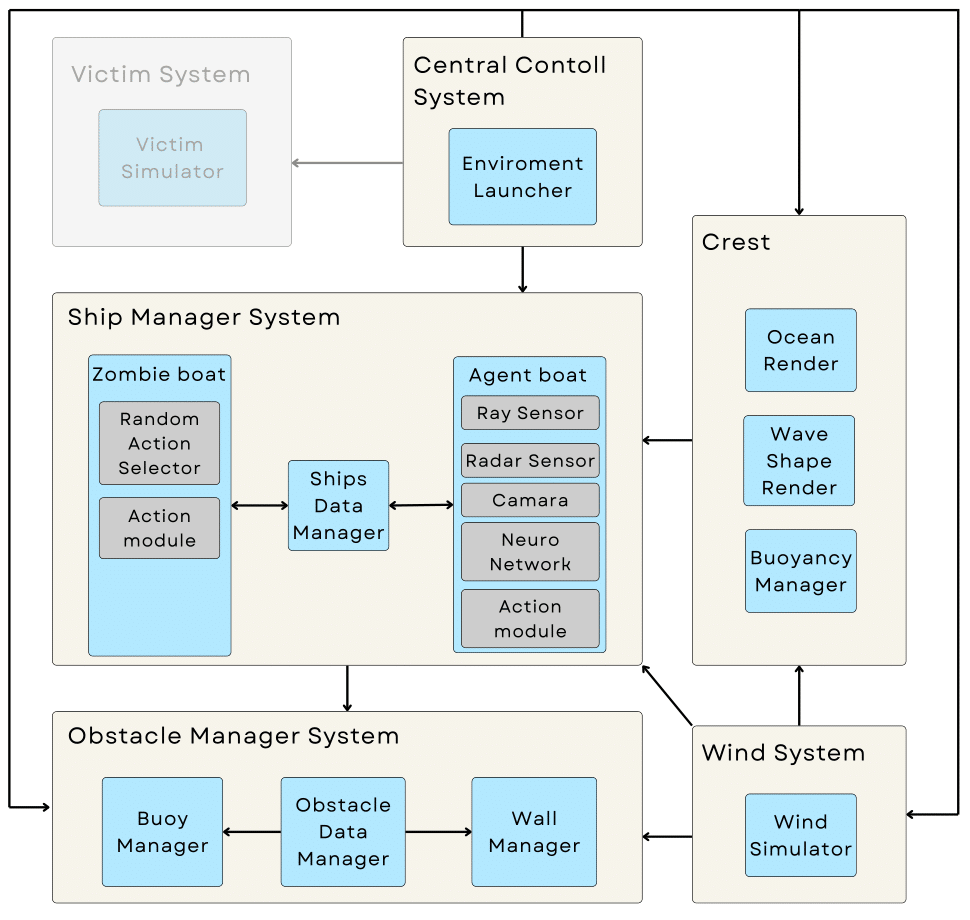 Victim System
Victim
Simulator
Central Contoll
System
Enviroment
Launcher
Crest
Ocean
Render
Wave
Shape
Render
Buoyancy
Manager
Ship Manager System
Zombie boat
Random
Action
Selector
Action
module
Ships
Data
Manager
Agent boat
Ray Sensor
Radar Sensor
Camara
Neuro
Network
Action
module
Obstacle Manager System
Buoy
Manager
Obstacle
Data
Manager
Wall
Manager
Wind System
Wind
Simulator